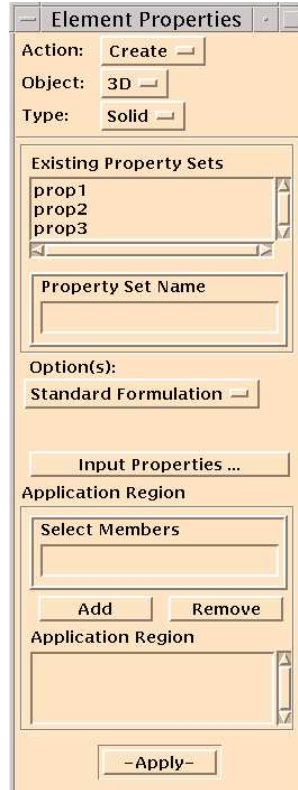 Element Properties
Action: Create
Object: 3D
Type: Solid
Existing Property Sets
prop1
prop2
prop3
Property Set Name
Option(s):
Standard Formulation
Input Properties ...
Application Region
Select Members
Add Remove
Application Region
-Apply-